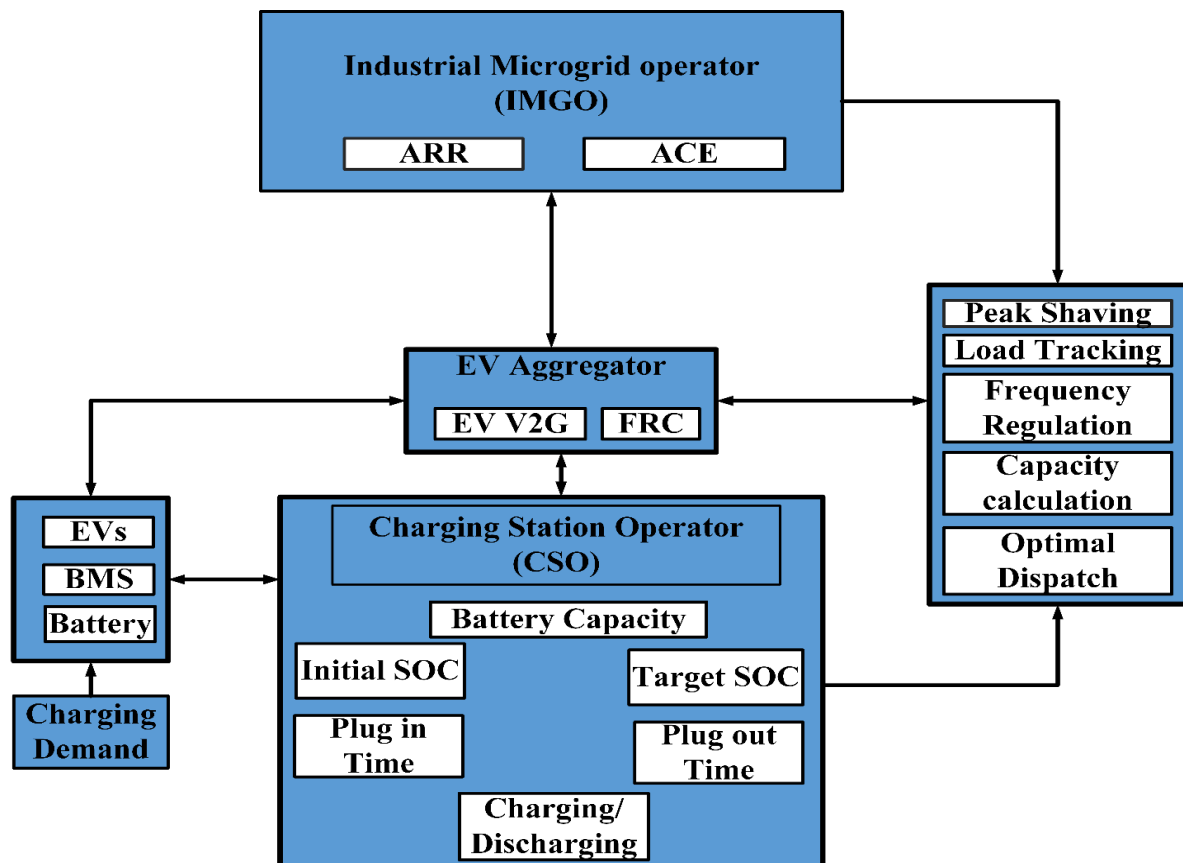 Industrial Microgrid operator
(IMGO)
ARR
ACE
EV Aggregator
EV V2G
FRC
Peak Shaving
Load Tracking
Frequency
Regulation
Capacity
calculation
Optimal
Dispatch
EVs
BMS
Battery
Charging
Demand
Charging Station Operator
(CSO)
Battery Capacity
Initial SOC
Target SOC
Plug in
Time
Plug out
Time
Charging/
Discharging